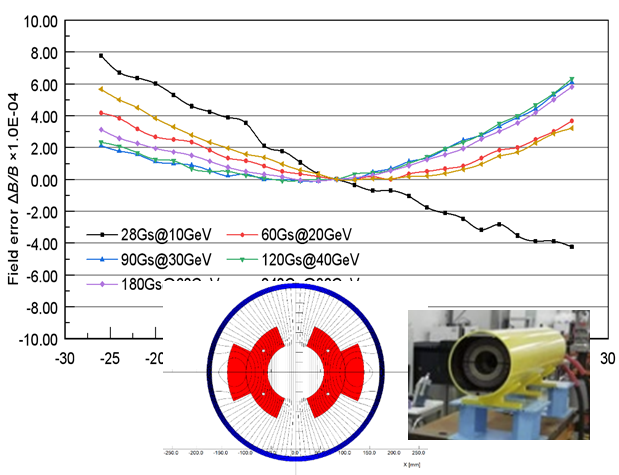 10.00
8.00
6.00
4.00
2.00
0.00
-2.00
-4.00
-6.00
-8.00
-10.00
Field error ΔB/B ×1.0E-04
28Gs@10GeV 60Gs@20GeV
90Gs@30GeV 120Gs@40GeV
180Gs
-30 -25 -20 30
-250.0 -200.0 -150.0 -100.0 -50.0 0.0 50.0 100.0 150.0 200.0 250.0
X [mm]